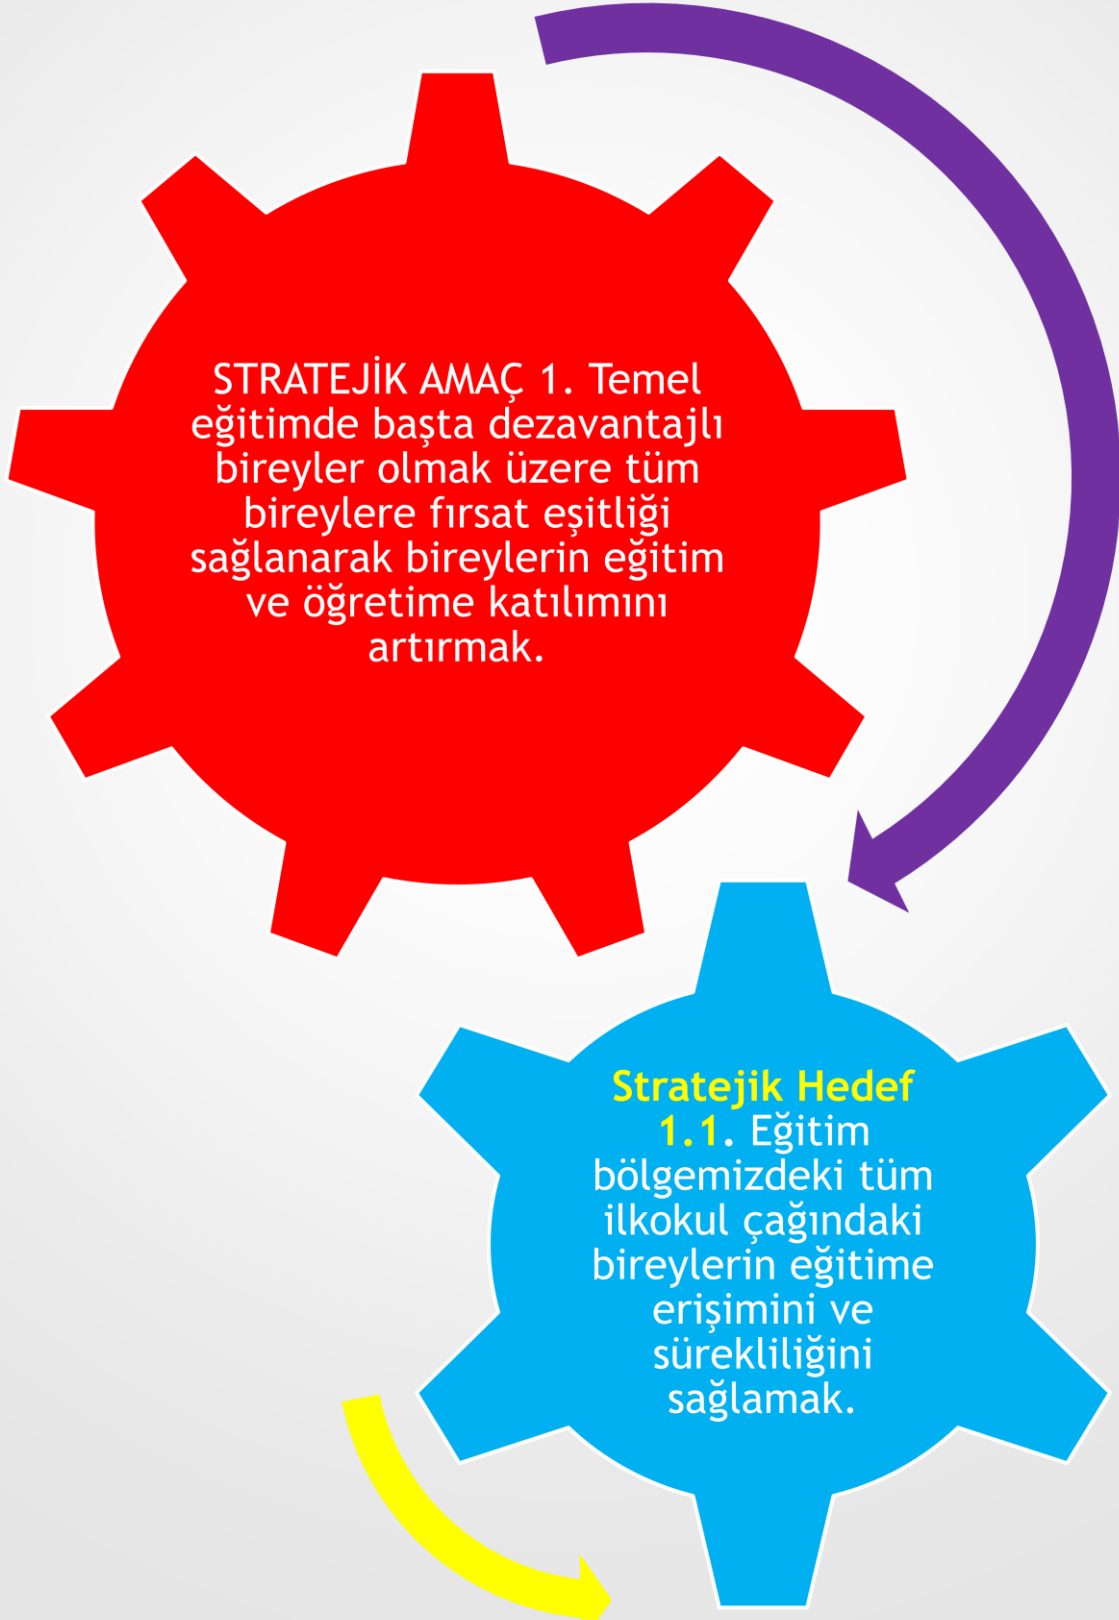 STRATEJİK AMAÇ 1. Temel
eğitimde başta dezavantajlı
bireyler olmak üzere tüm
bireylere fırsat eşitliği
sağlanarak bireylerin eğitim
ve öğretime katılımını
artırmak.
Stratejik Hedef
1.1. Eğitim
bölgemizdeki tüm
ilkokul çağındaki
bireylerin eğitime
erişimini ve
sürekliliğini
sağlamak.